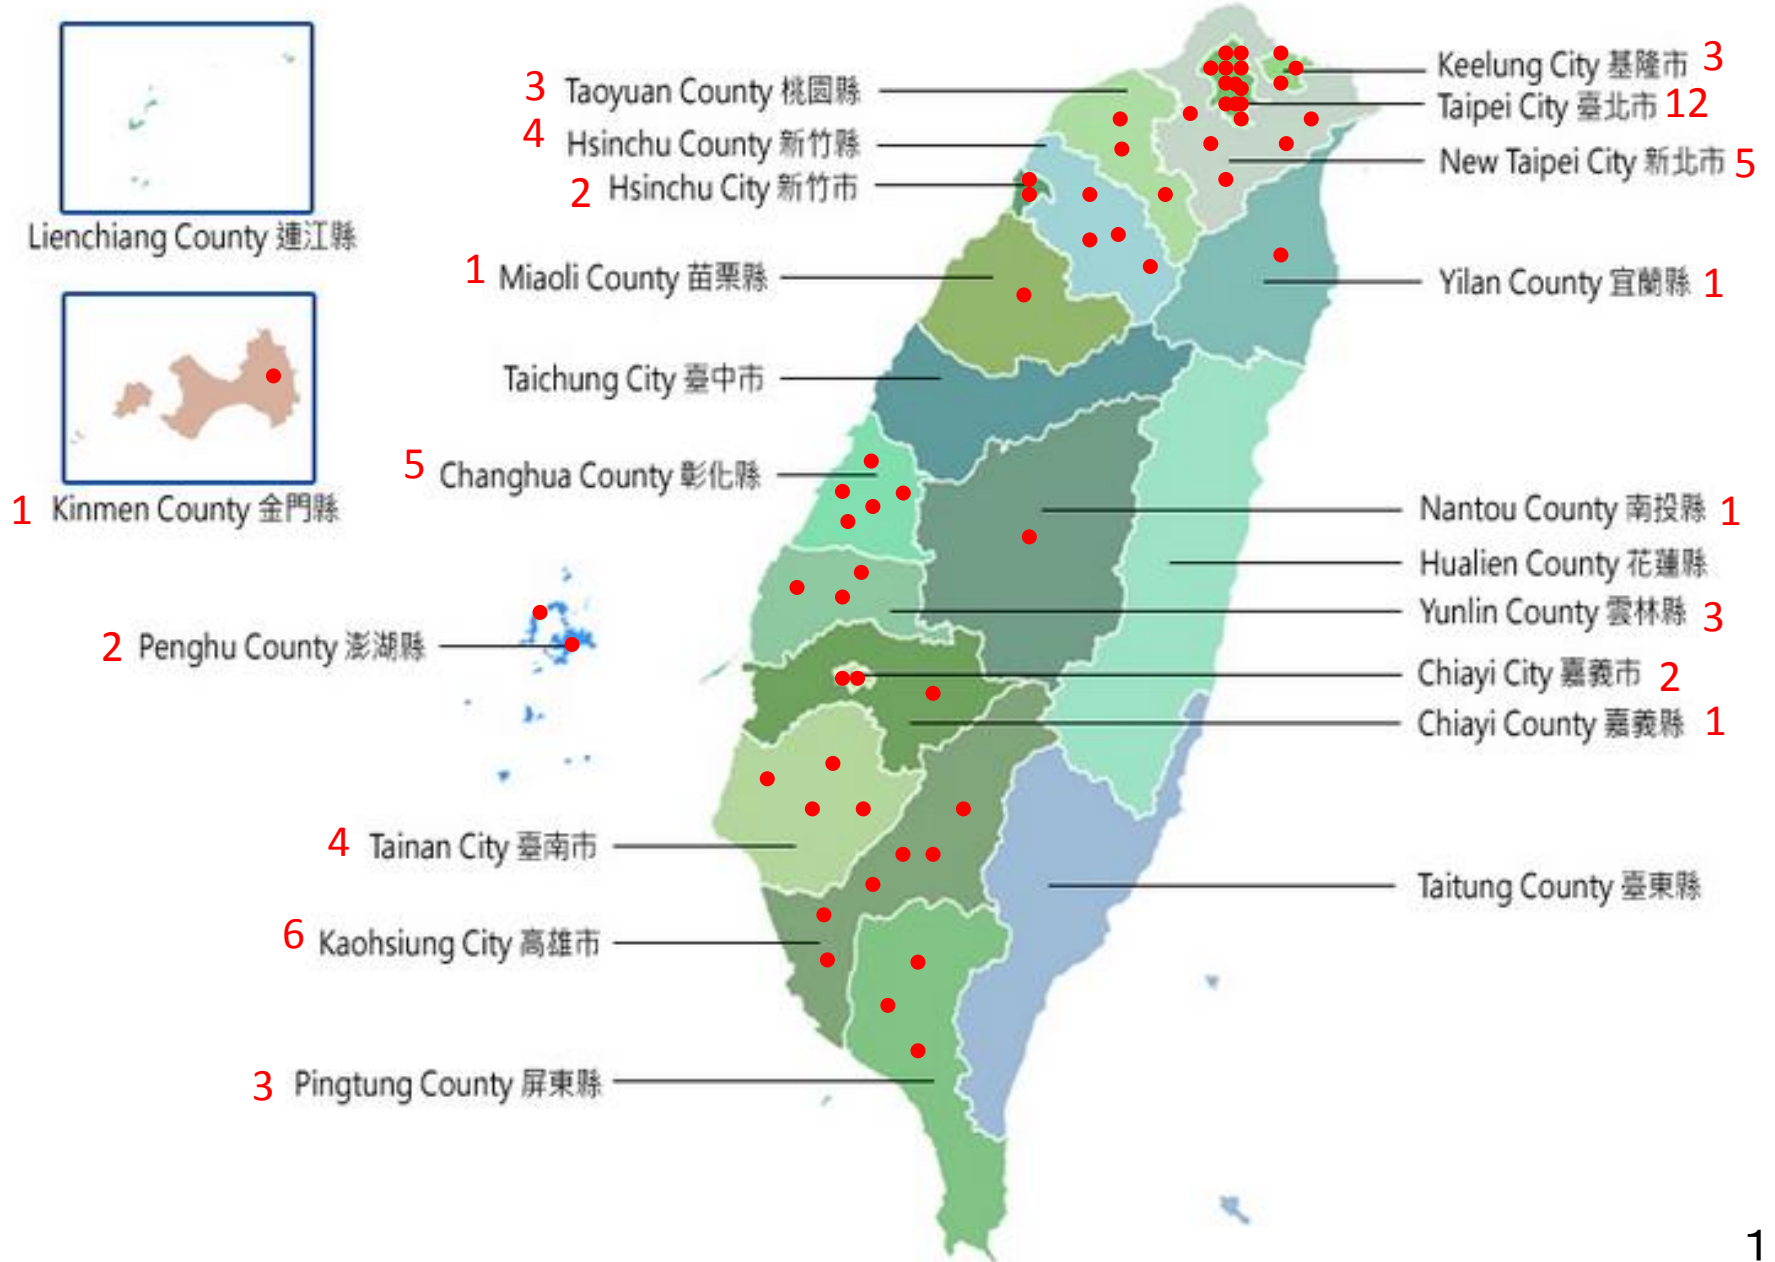 Lienchiang County 連江縣
1 Kinmen County 金門縣
2 Penghu County 澎湖縣
3 Taoyuan County 桃園縣
4 Hsinchu County 新竹縣
2 Hsinchu City 新竹市
1 Miaoli County 苗栗縣
Taichung City 臺中市
5 Changhua County 彰化縣
4 Tainan City 臺南市
6 Kaohsiung City 高雄市
3 Pingtung County 屏東縣
Keelung City 基隆市 3
Taipei City 臺北市 12
New Taipei City 新北市 5
Yilan County 宜蘭縣 1
Nantou County 南投縣 1
Hualien County 花蓮縣
Yunlin County 雲林縣 3
Chiayi City 嘉義市 2
Chiayi County 嘉義縣 1
Taitung County 臺東縣
1